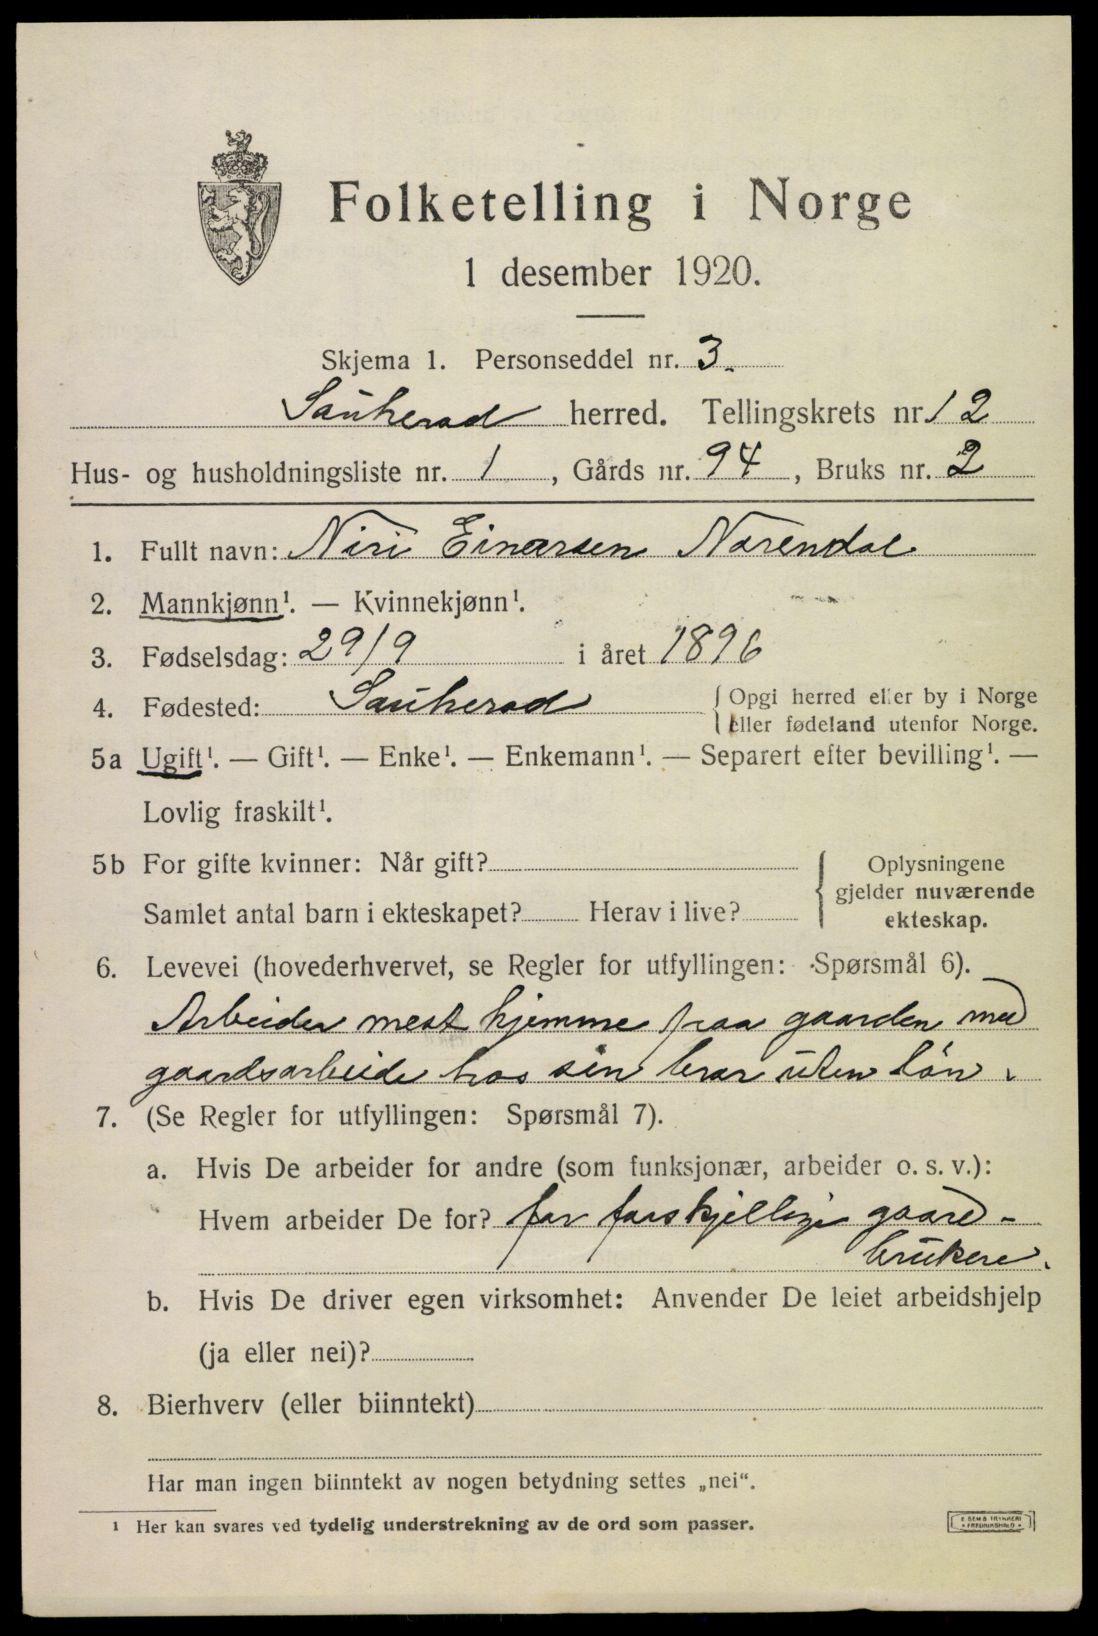 Folketelling i Norge
1 desember 1920.
Skjema 1. Personseddel nr. 3.
Sauherad herred. Tellingskrets nr. 12
Hus- og husholdningsliste nr. 1, Gårds nr. 94, Bruks nr. 2
1. Fullt navn: Niri Einarsen Norendal
2. Mannkjønn¹. — Kvinnekjønn¹.
3. Fødselsdag: 29/9 i året 1896
4. Fødested: Sauherad {Opgi herred eller by i Norge
eller fødeland utenfor Norge.
5a Ugift¹. — Gift¹. — Enke¹. — Enkemann¹. — Separert efter bevilling¹. —
Lovlig fraskilt¹.
5b For gifte kvinner: Når gift?
Samlet antal barn i ekteskapet? Herav i live?
Oplysningene
gjelder nuværende
ekteskap.
6. Levevei (hovederhvervet, se Regler for utfyllingen: Spørsmål 6).
Arbeider mest hjemme paa gaarden med
gaardsarbeide hos sin bror uten løn.
7. (Se Regler for utfyllingen: Spørsmål 7).
a. Hvis De arbeider for andre (som funksjonær, arbeider o. s. v.):
Hvem arbeider De for? for forskjellige gaard-
brukere.
b. Hvis De driver egen virksomhet: Anvender De leiet arbeidshjelp
(ja eller nei)?
8. Bierhverv (eller biinntekt)
Har man ingen biinntekt av nogen betydning settes „nei“.
¹ Her kan svares ved tydelig understrekning av de ord som passer.
E. SEMS TRYKKERI
• FREDRIKSHALD •